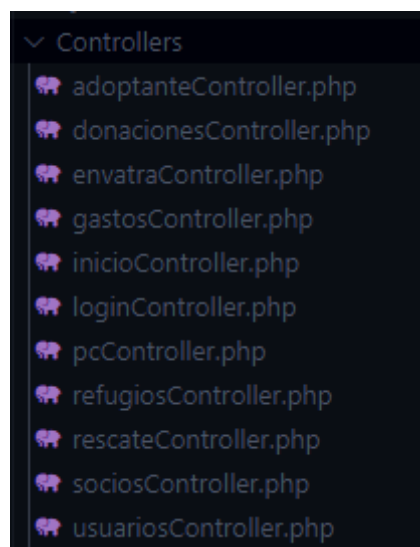 Controllers
adoptanteController.php
donacionesController.php
envatraController.php
gastosController.php
inicioController.php
loginController.php
pcController.php
refugiosController.php
rescateController.php
sociosController.php
usuariosController.php